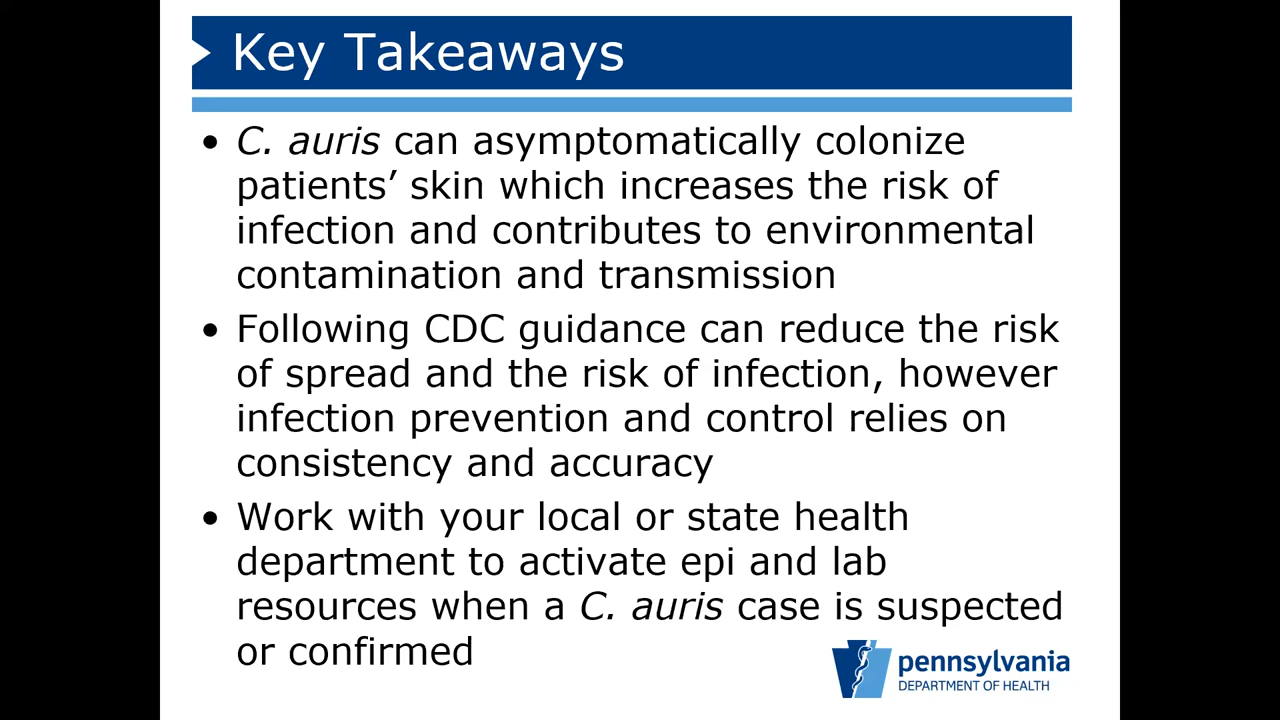 Key Takeaways
• C. auris can asymptomatically colonize
patients’ skin which increases the risk of
infection and contributes to environmental
contamination and transmission
• Following CDC guidance can reduce the risk
of spread and the risk of infection, however
infection prevention and control relies on
consistency and accuracy
• Work with your local or state health
department to activate epi and lab
resources when a C. auris case is suspected
or confirmed
pennsylvania
DEPARTMENT OF HEALTH